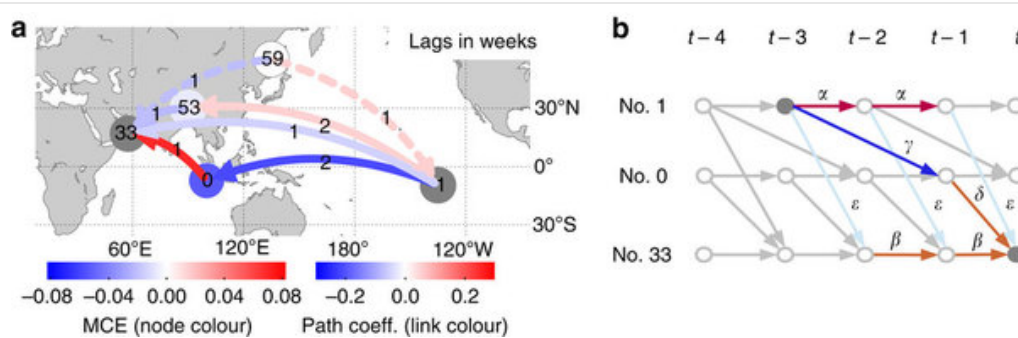 a
Lags in weeks
59
1
53
1
33
1
2
1
1
1
2
0
1
30°N
0°
30°S
60°E
120°E
180°
120°W
−0.08 −0.04 0.00 0.04 0.08
MCE (node colour)
−0.2 0.0 0.2
Path coeff. (link colour)
b
t − 4 t − 3 t − 2 t − 1 t
No. 1
α α
γ
No. 0
ε ε δ ε
No. 33
β β